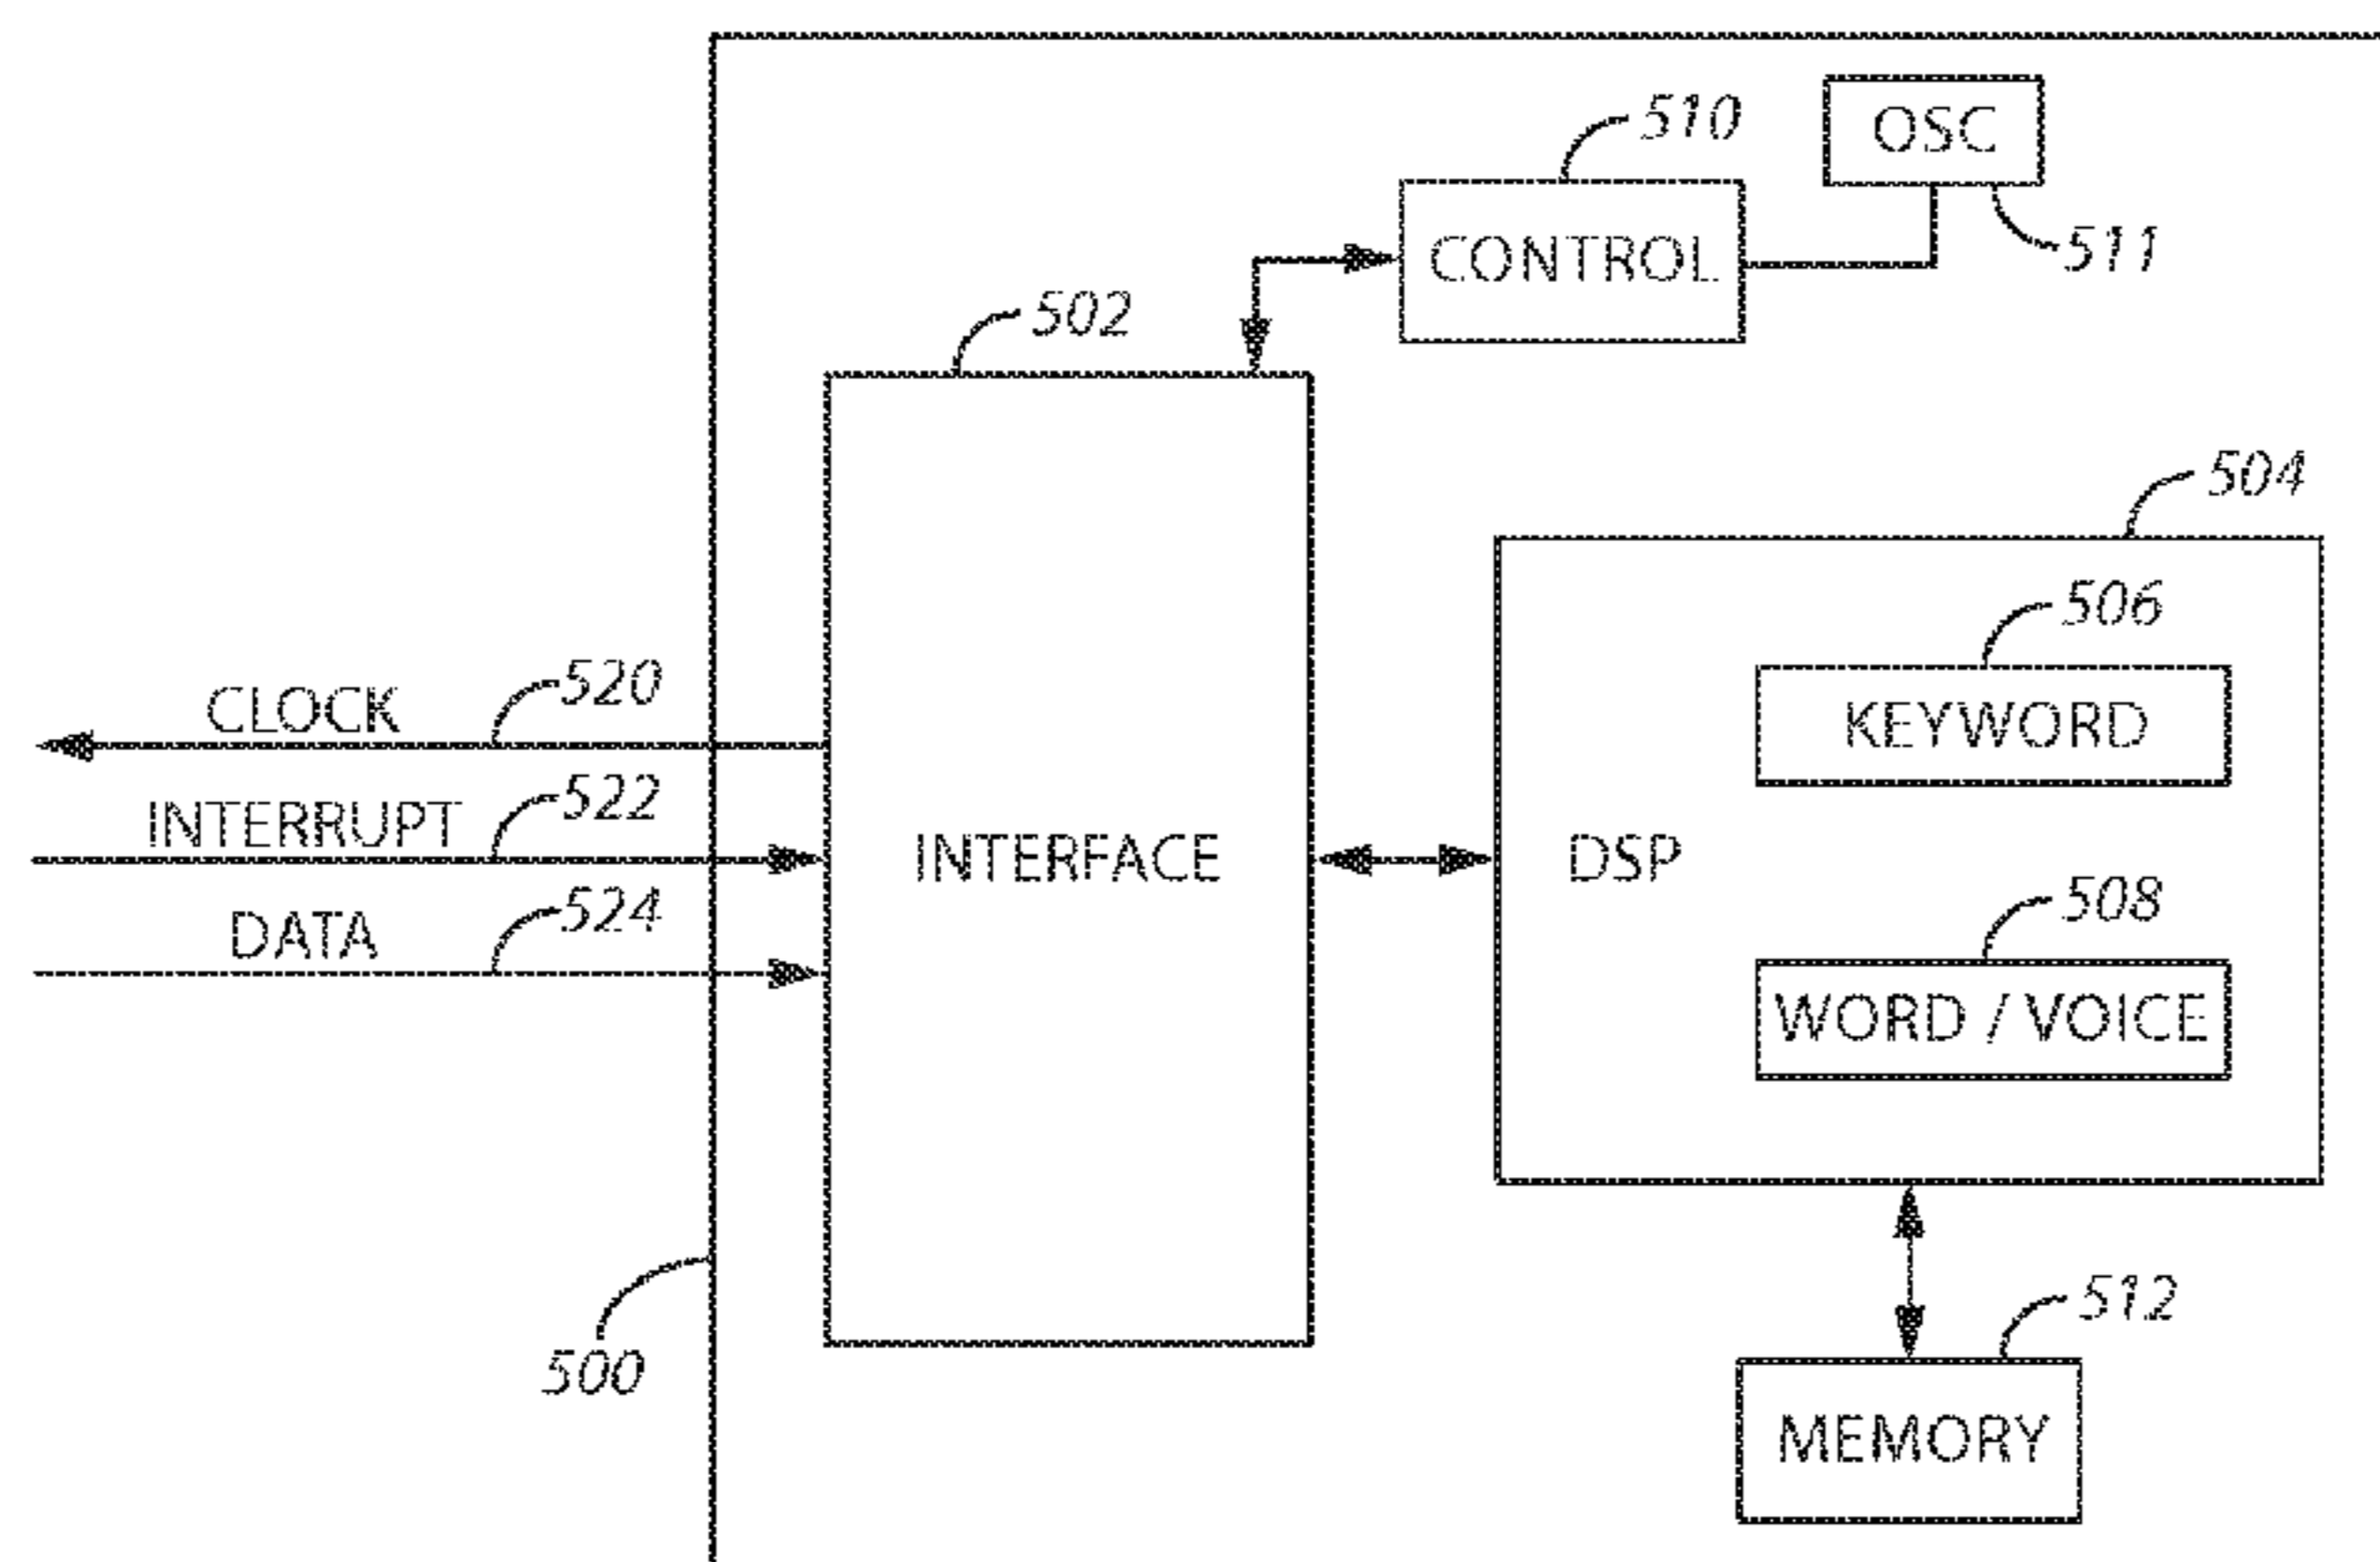 510
OSC
511
CONTROL
502
504
506
KEYWORD
CLOCK
520
INTERRUPT
522
DATA
524
INTERFACE
DSP
508
WORD / VOICE
500
512
MEMORY